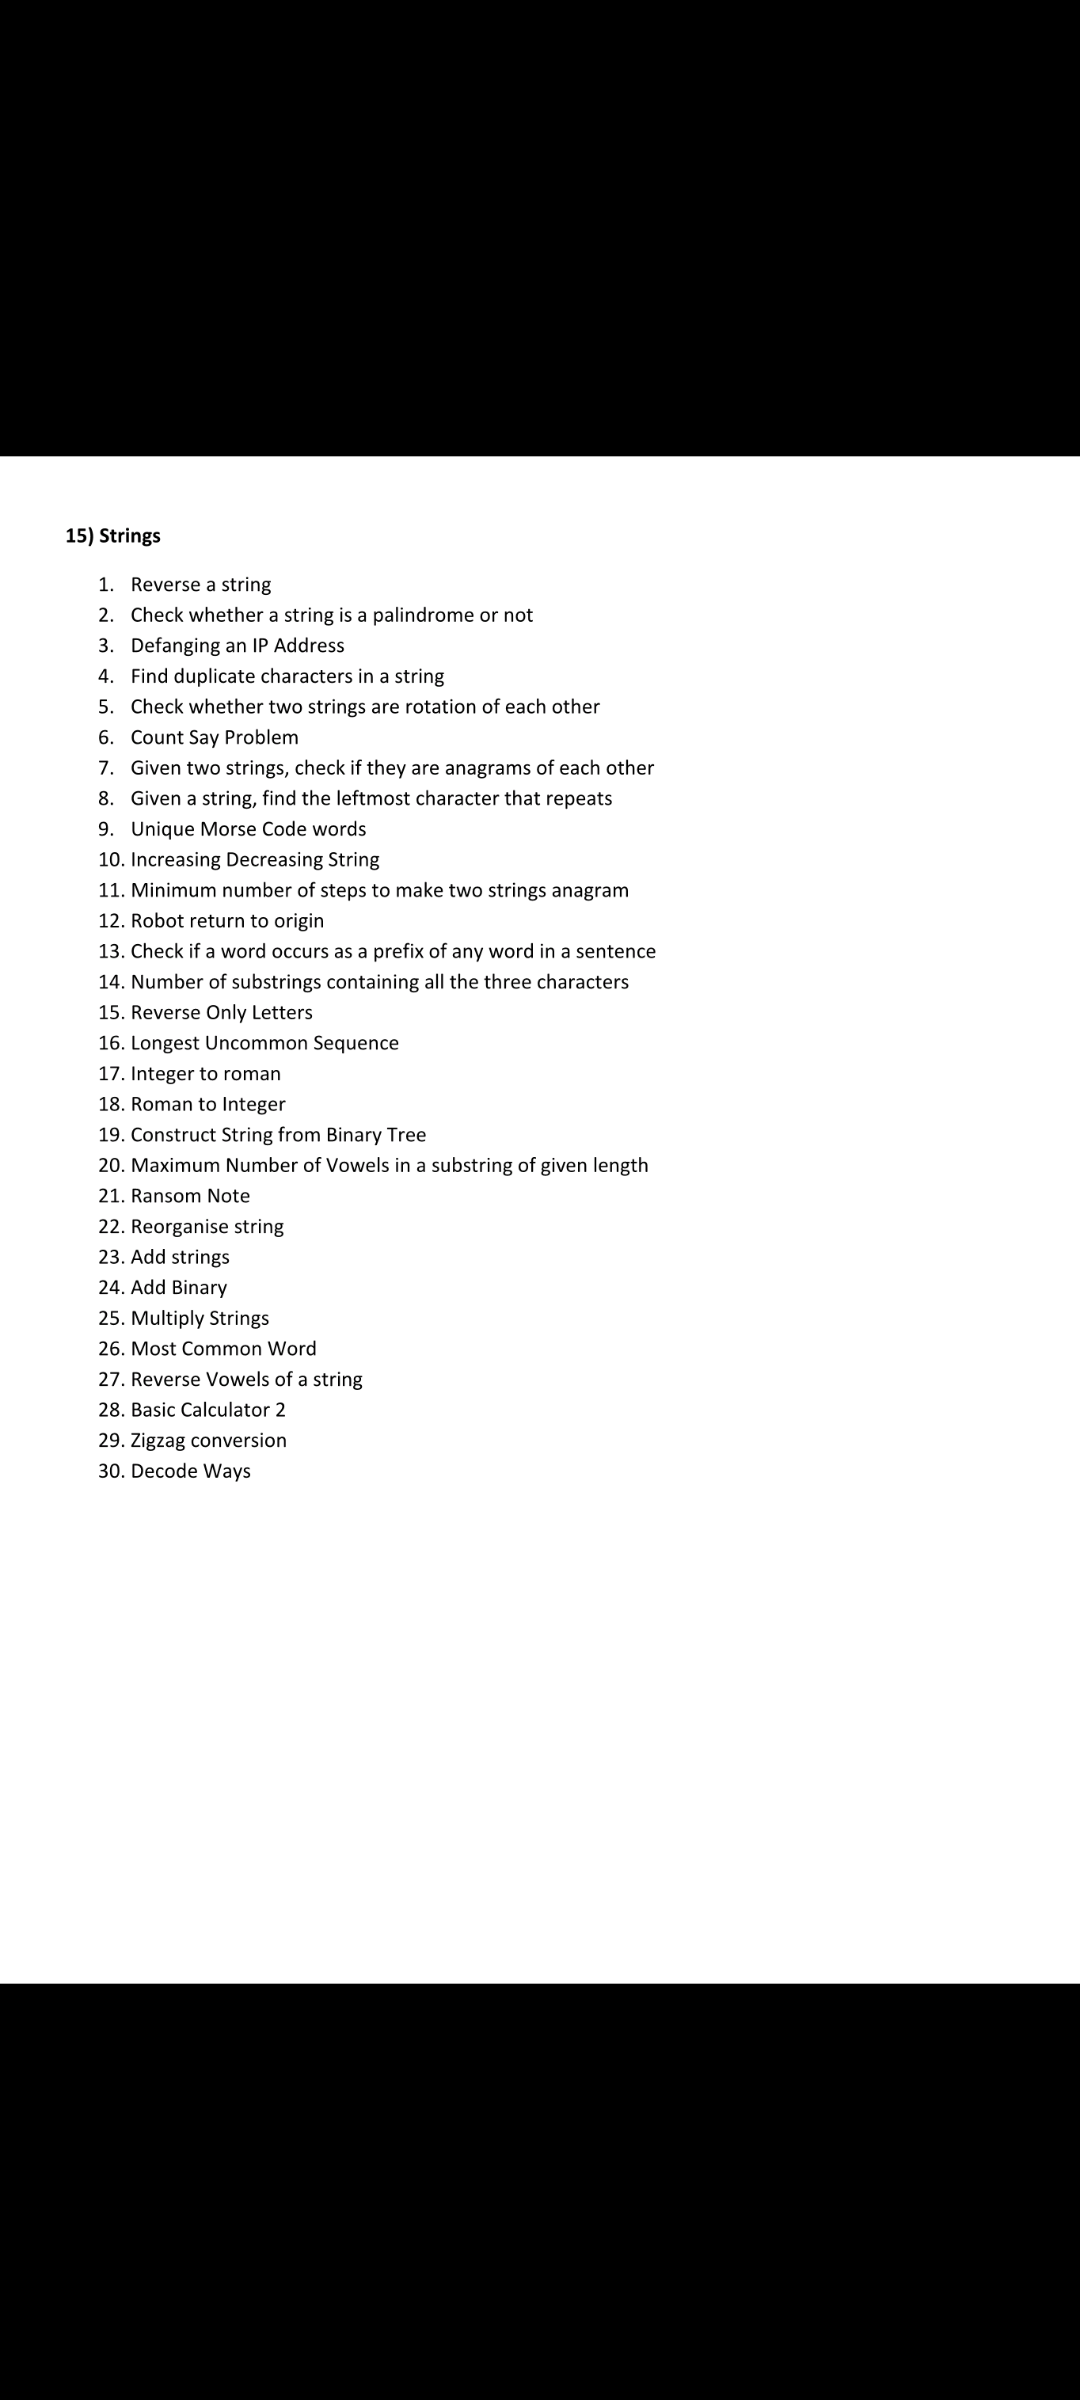 15) Strings
1. Reverse a string
2. Check whether a string is a palindrome or not
3. Defanging an IP Address
4. Find duplicate characters in a string
5. Check whether two strings are rotation of each other
6. Count Say Problem
7. Given two strings, check if they are anagrams of each other
8. Given a string, find the leftmost character that repeats
9. Unique Morse Code words
10. Increasing Decreasing String
11. Minimum number of steps to make two strings anagram
12. Robot return to origin
13. Check if a word occurs as a prefix of any word in a sentence
14. Number of substrings containing all the three characters
15. Reverse Only Letters
16. Longest Uncommon Sequence
17. Integer to roman
18. Roman to Integer
19. Construct String from Binary Tree
20. Maximum Number of Vowels in a substring of given length
21. Ransom Note
22. Reorganise string
23. Add strings
24. Add Binary
25. Multiply Strings
26. Most Common Word
27. Reverse Vowels of a string
28. Basic Calculator 2
29. Zigzag conversion
30. Decode Ways